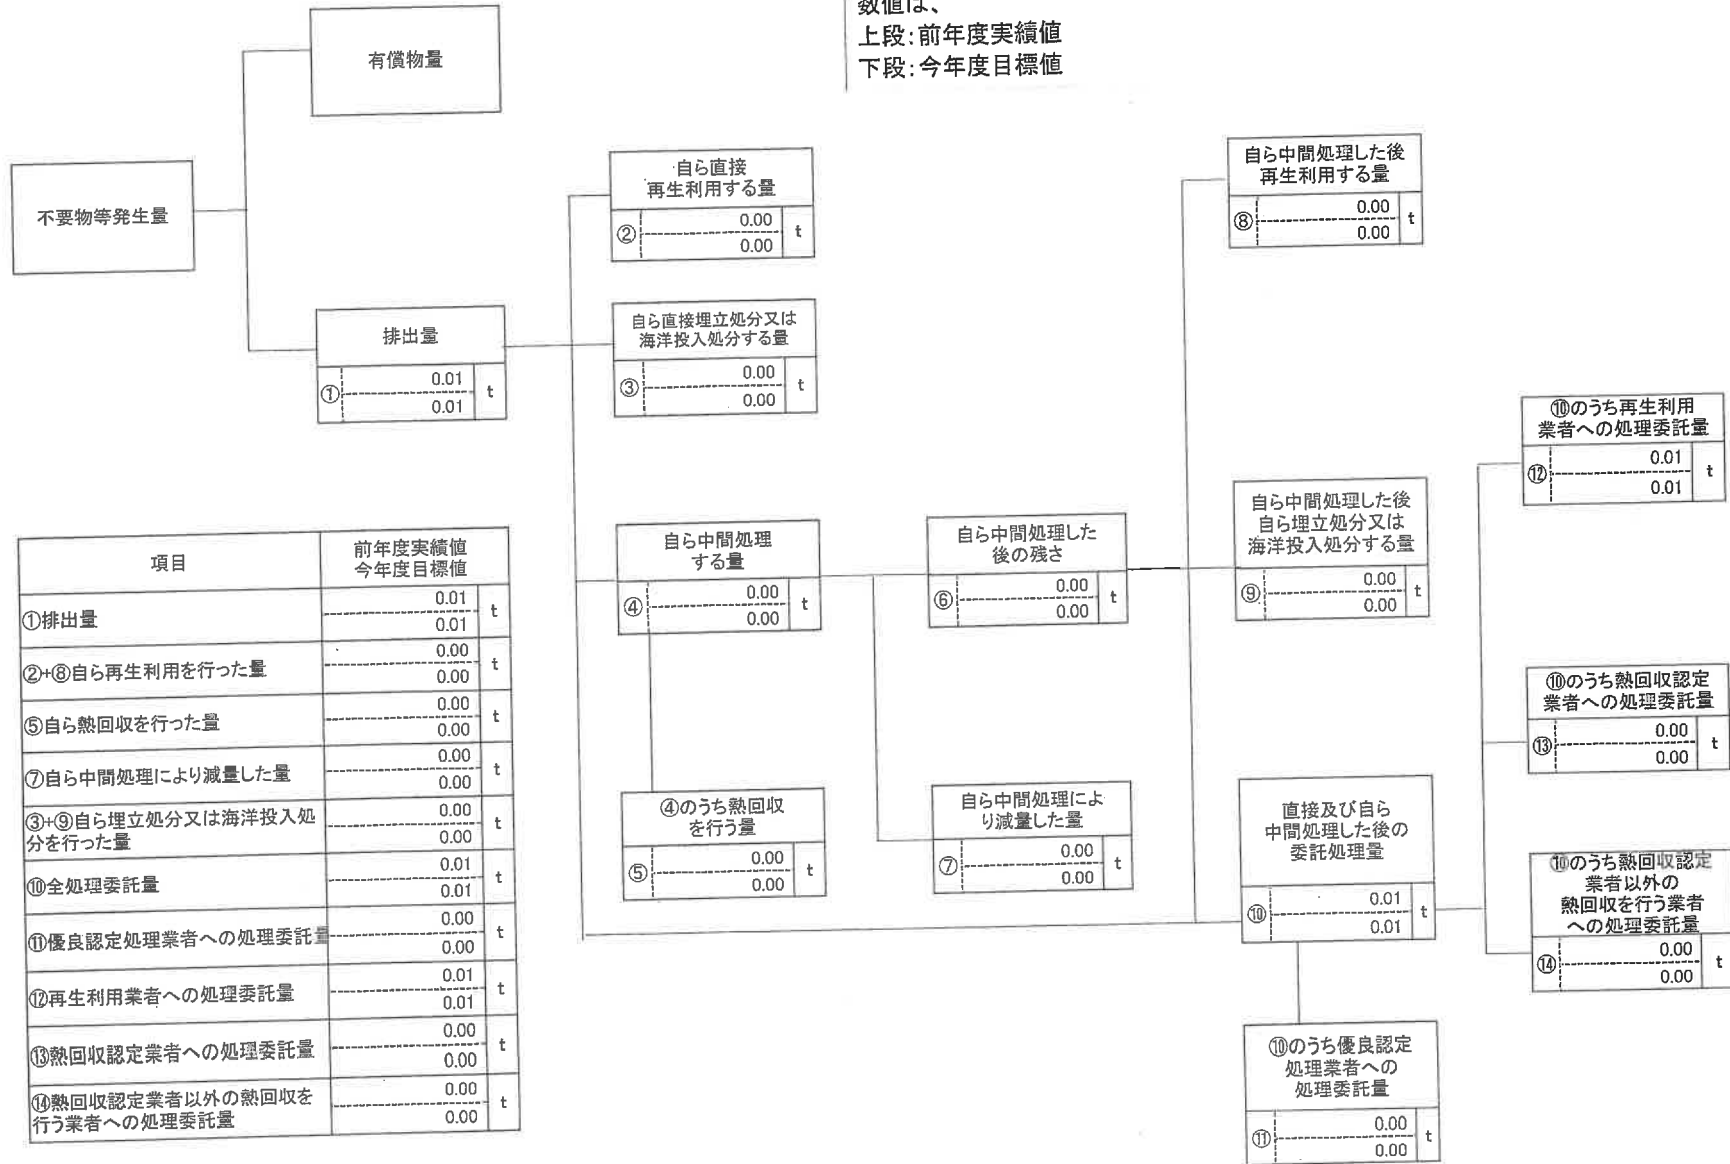 数値は、
上段:前年度実績値
下段:今年度目標値
有償物量
不要物等発生量
排出量
① 0.01 t
0.01
自ら直接
再生利用する量
② 0.00 t
0.00
自ら直接埋立処分又は
海洋投入処分する量
③ 0.00 t
0.00
自ら中間処理
する量
④ 0.00 t
0.00
④のうち熱回収
を行う量
⑤ 0.00 t
0.00
自ら中間処理した
後の残さ
⑥ 0.00 t
0.00
自ら中間処理によ
り減量した量
⑦ 0.00 t
0.00
自ら中間処理した後
再生利用する量
⑧ 0.00 t
0.00
自ら中間処理した後
自ら埋立処分又は
海洋投入処分する量
⑨ 0.00 t
0.00
直接及び自ら
中間処理した後の
委託処理量
⑩ 0.01 t
0.01
⑩のうち優良認定
処理業者への
処理委託量
⑪ 0.00 t
0.00
⑩のうち再生利用
業者への処理委託量
⑫ 0.01 t
0.01
⑩のうち熱回収認定
業者への処理委託量
⑬ 0.00 t
0.00
⑩のうち熱回収認定
業者以外の
熱回収を行う業者
への処理委託量
⑭ 0.00 t
0.00
項目 前年度実績値
今年度目標値
①排出量 0.01 t
0.01
②+⑧自ら再生利用を行った量 0.00 t
0.00
⑤自ら熱回収を行った量 0.00 t
0.00
⑦自ら中間処理により減量した量 0.00 t
0.00
③+⑨自ら埋立処分又は海洋投入処 0.00 t
分を行った量 0.00
⑩全処理委託量 0.01 t
0.01
⑪優良認定処理業者への処理委託量 0.00 t
0.00
⑫再生利用業者への処理委託量 0.01 t
0.01
⑬熱回収認定業者への処理委託量 0.00 t
0.00
⑭熱回収認定業者以外の熱回収を 0.00 t
行う業者への処理委託量 0.00